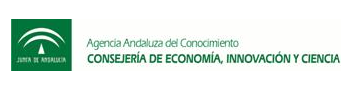 Agencia Andaluza del Conocimiento
CONSEJERÍA DE ECONOMÍA, INNOVACIÓN Y CIENCIA
JUNTA DE ANDALUCIA